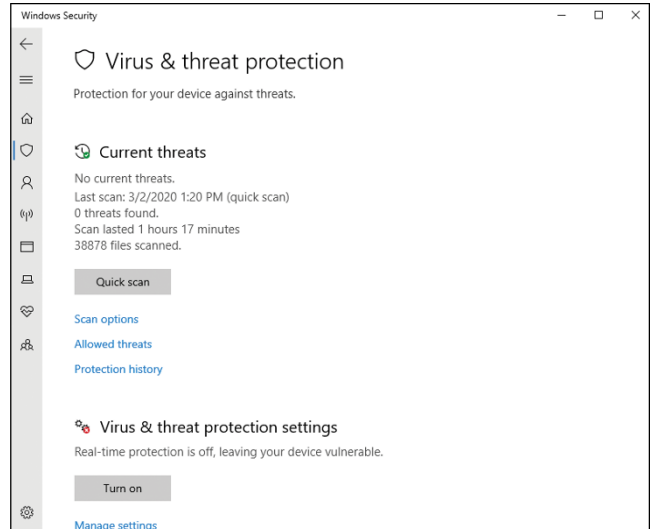 Windows Security
Virus & threat protection
Protection for your device against threats.
Current threats
No current threats.
Last scan: 3/2/2020 1:20 PM (quick scan)
0 threats found.
Scan lasted 1 hours 17 minutes
38878 files scanned.
Quick scan
Scan options
Allowed threats
Protection history
Virus & threat protection settings
Real-time protection is off, leaving your device vulnerable.
Turn on
Manage settings